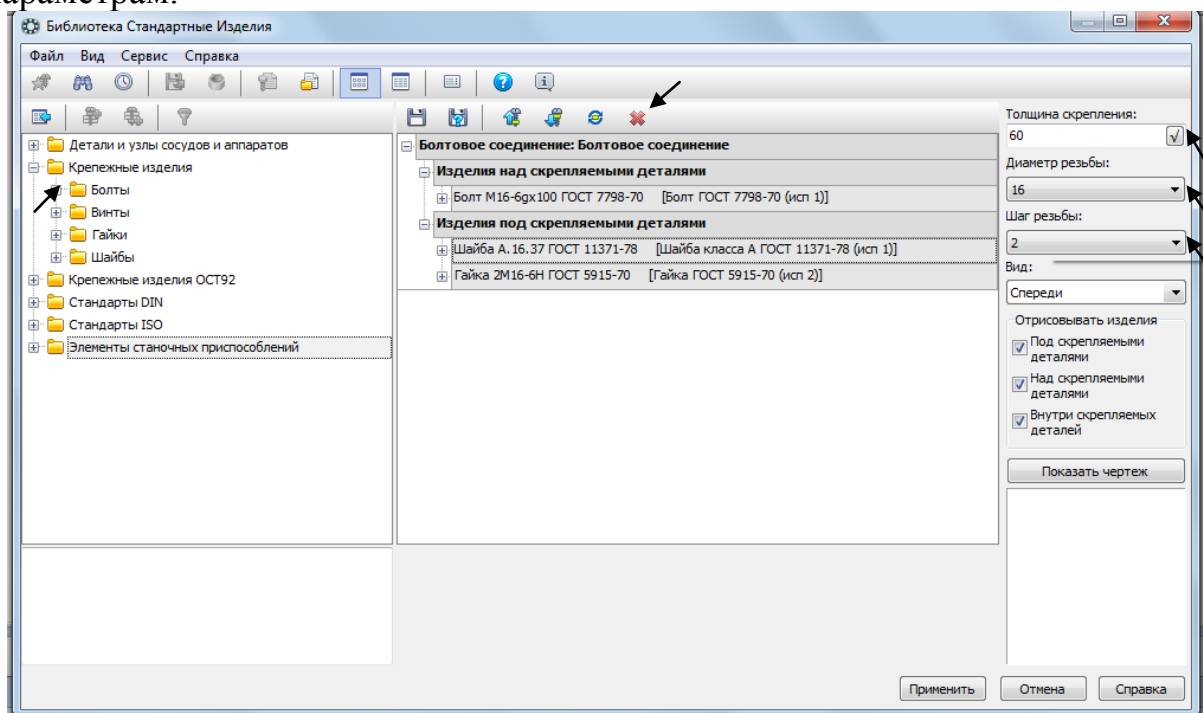 параметрам.
Библиотека Стандартные Изделия
Файл Вид Сервис Справка
Детали и узлы сосудов и аппаратов
Крепежные изделия
Болты
Винты
Гайки
Шайбы
Крепежные изделия ОСТ92
Стандарты DIN
Стандарты ISO
Элементы станочных приспособлений
Болтовое соединение: Болтовое соединение
Изделия над скрепляемыми деталями
Болт М16-6gx100 ГОСТ 7798-70 [Болт ГОСТ 7798-70 (исп 1)]
Изделия под скрепляемыми деталями
Шайба А.16.37 ГОСТ 11371-78 [Шайба класса А ГОСТ 11371-78 (исп 1)]
Гайка 2М16-6Н ГОСТ 5915-70 [Гайка ГОСТ 5915-70 (исп 2)]
Толщина скрепления:
60
Диаметр резьбы:
16
Шаг резьбы:
2
Вид:
Спереди
Отрисовывать изделия
Под скрепляемыми
деталями
Над скрепляемыми
деталями
Внутри скрепляемых
деталей
Показать чертеж
Применить
Отмена
Справка